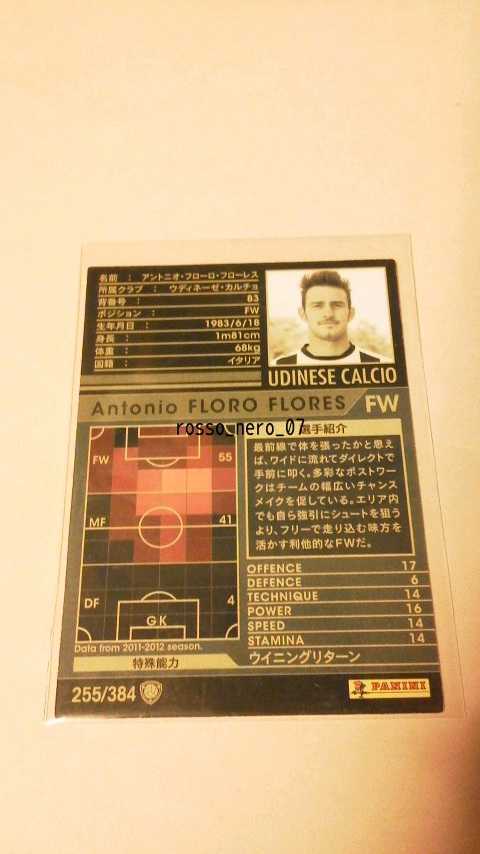 名前 : アントニオ・フローロ・フローレス
所属クラブ : ウディネーゼ・カルチョ
背番号 : 83
ポジション : FW
生年月日 : 1983/6/18
身長 : 1m81cm
体重 : 68kg
国籍 : イタリア
UDINESE CALCIO
Antonio FLORO FLORES FW
rosso_nero_07
選手紹介
最前線で体を張ったかと思え
ば、ワイドに流れてダイレクトで
手前に叩く。多彩なポストワー
クはチームの幅広いチャンス
メイクを促している。エリア内
でも自ら強引にシュートを狙う
より、フリーで走り込む味方を
活かす利他的なFWだ。
FW 55
MF 41
DF 4
GK
Data from 2011-2012 season.
OFFENCE 17
DEFENCE 6
TECHNIQUE 14
POWER 16
SPEED 14
STAMINA 14
特殊能力 ウイニングリターン
255/384
PANINI